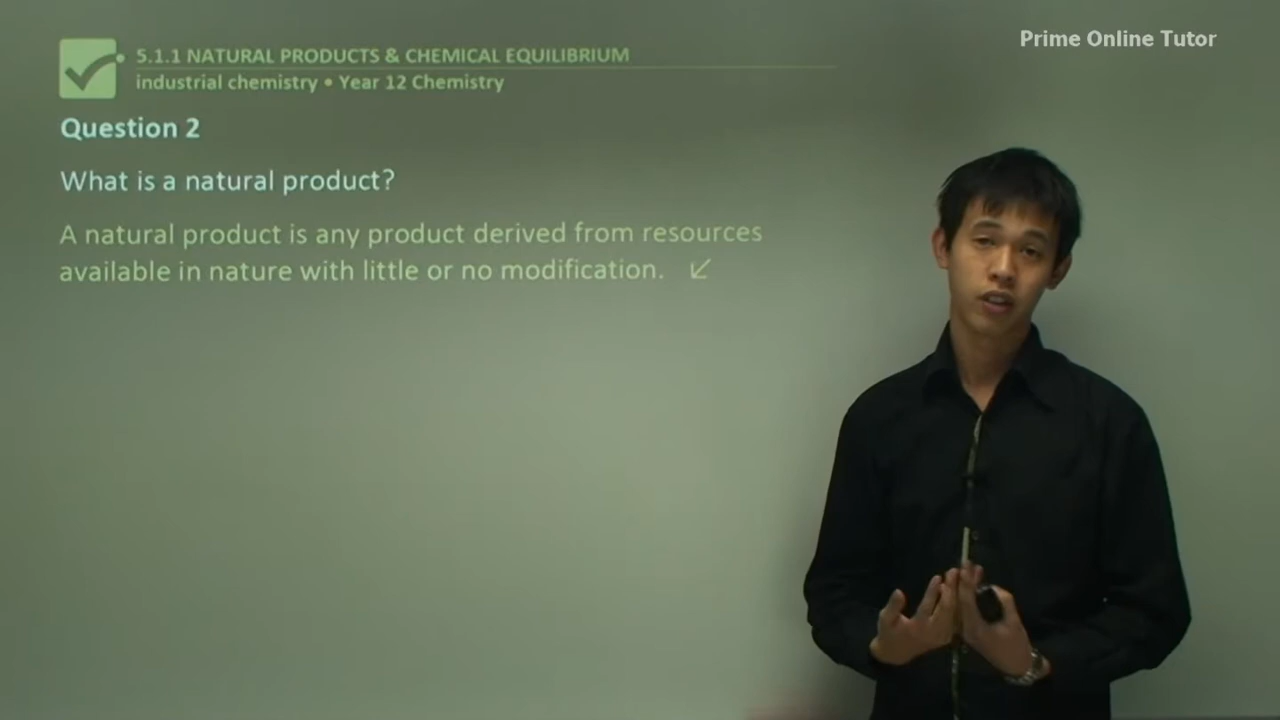 Prime Online Tutor
5.1.1 NATURAL PRODUCTS & CHEMICAL EQUILIBRIUM
industrial chemistry • Year 12 Chemistry
Question 2
What is a natural product?
A natural product is any product derived from resources
available in nature with little or no modification.